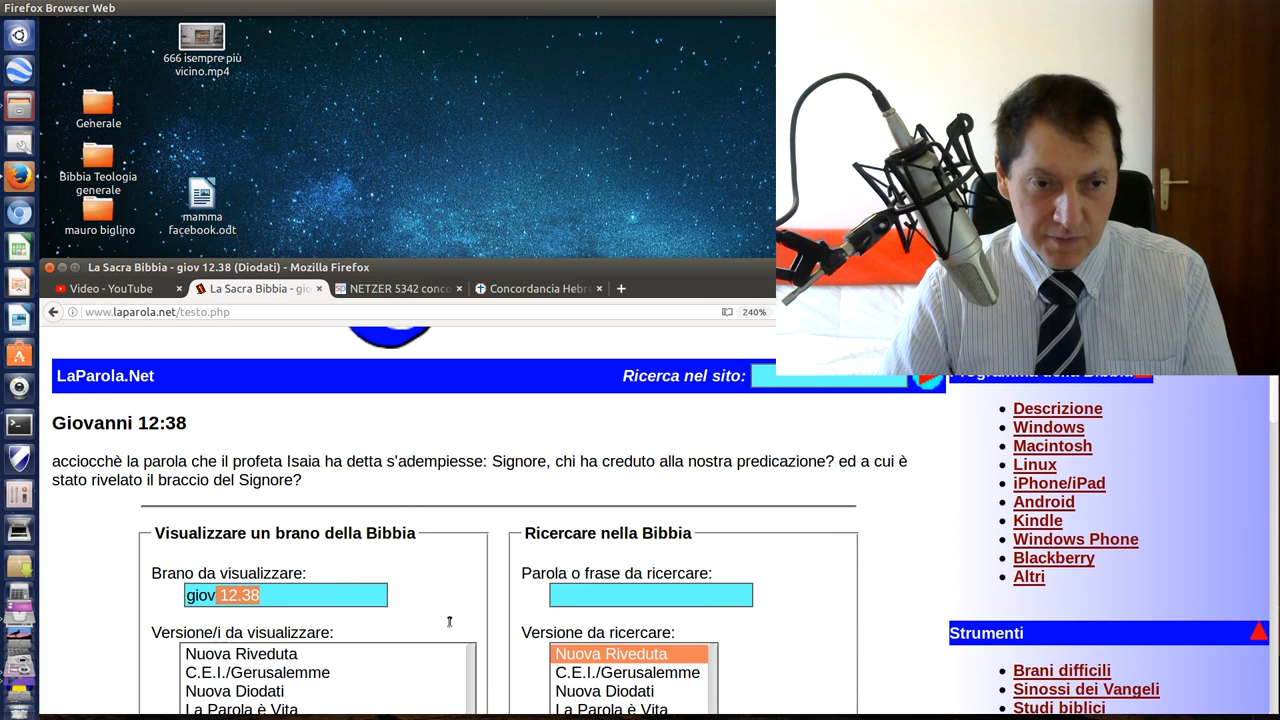 Firefox Browser Web
666 isempre più
vicino.mp4
Generale
Bibbia Teologia
generale
mauro biglino
mamma
facebook.odt
La Sacra Bibbia - giov 12.38 (Diodati) - Mozilla Firefox
Video - YouTube
La Sacra Bibbia - gio
NETZER 5342 conco
Concordancia Hebre
www.laparola.net/testo.php
240%
LaParola.Net
Ricerca nel sito:
Giovanni 12:38
acciocchè la parola che il profeta Isaia ha detta s'adempiesse: Signore, chi ha creduto alla nostra predicazione? ed a cui è
stato rivelato il braccio del Signore?
Visualizzare un brano della Bibbia
Brano da visualizzare:
giov 12.38
Versione/i da visualizzare:
Nuova Riveduta
C.E.I./Gerusalemme
Nuova Diodati
La Parola è Vita
Ricercare nella Bibbia
Parola o frase da ricercare:
Versione da ricercare:
Nuova Riveduta
C.E.I./Gerusalemme
Nuova Diodati
La Parola è Vita
Descrizione
Windows
Macintosh
Linux
iPhone/iPad
Android
Kindle
Windows Phone
Blackberry
Altri
Strumenti
Brani difficili
Sinossi dei Vangeli
Studi biblici